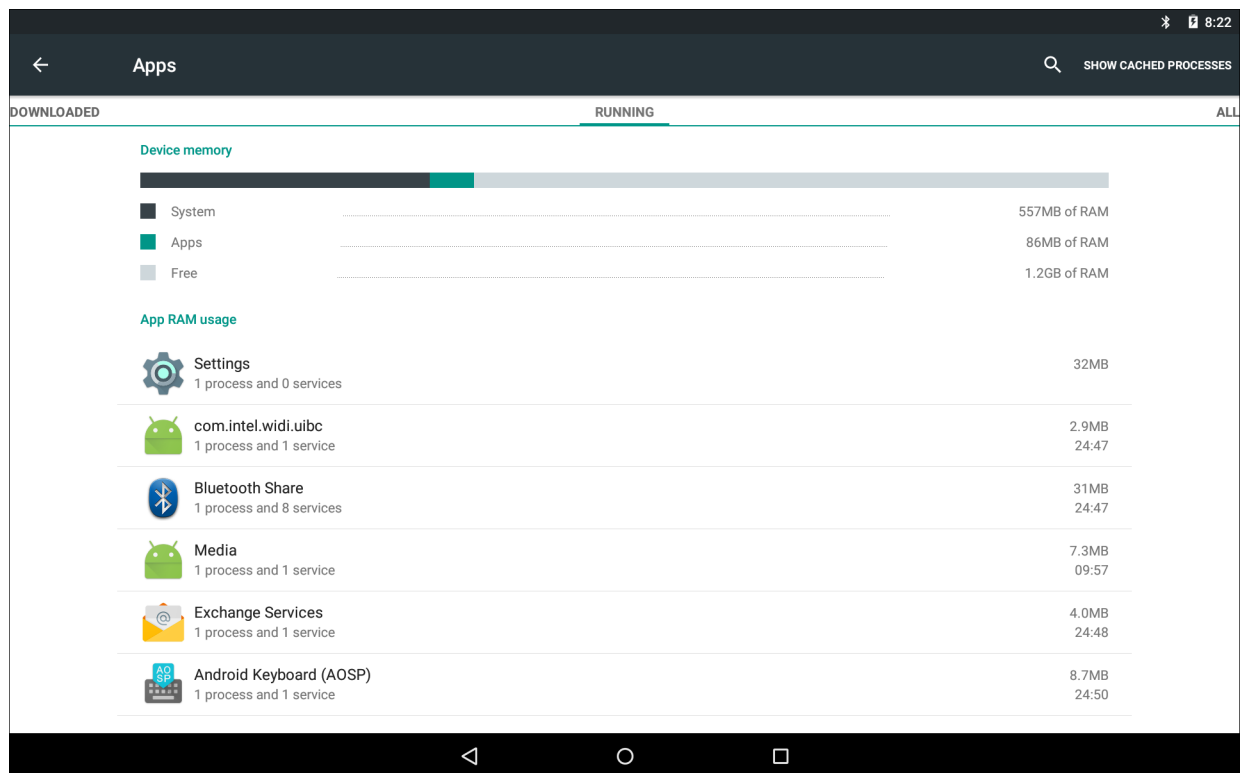 8:22
Apps
SHOW CACHED PROCESSES
DOWNLOADED
RUNNING
ALL
Device memory
System 557MB of RAM
Apps 86MB of RAM
Free 1.2GB of RAM
App RAM usage
Settings 32MB
1 process and 0 services
com.intel.widi.uibc 2.9MB
1 process and 1 service 24:47
Bluetooth Share 31MB
1 process and 8 services 24:47
Media 7.3MB
1 process and 1 service 09:57
@
Exchange Services 4.0MB
1 process and 1 service 24:48
AO
SP
Android Keyboard (AOSP) 8.7MB
1 process and 1 service 24:50